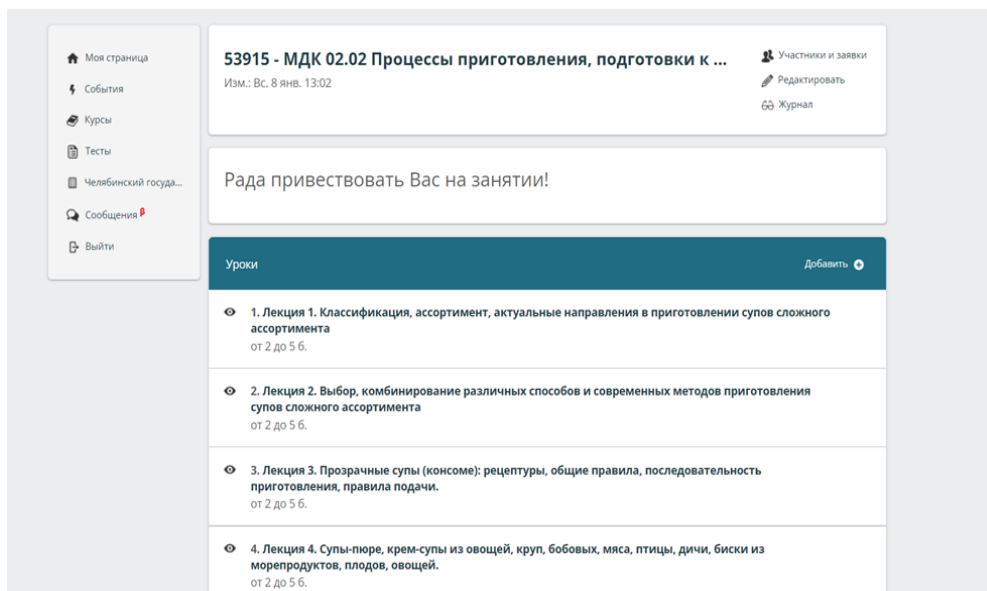 Моя страница
События
Курсы
Тесты
Челябинский госуда...
Сообщения β
Выйти
53915 - МДК 02.02 Процессы приготовления, подготовки к ...
Изм.: Вс. 8 янв. 13:02
Участники и заявки
Редактировать
Журнал
Рада привествовать Вас на занятии!
Уроки
Добавить
1. Лекция 1. Классификация, ассортимент, актуальные направления в приготовлении супов сложного
ассортимента
от 2 до 5 б.
2. Лекция 2. Выбор, комбинирование различных способов и современных методов приготовления
супов сложного ассортимента
от 2 до 5 б.
3. Лекция 3. Прозрачные супы (консоме): рецептуры, общие правила, последовательность
приготовления, правила подачи.
от 2 до 5 б.
4. Лекция 4. Супы-пюре, крем-супы из овощей, круп, бобовых, мяса, птицы, дичи, биски из
морепродуктов, плодов, овощей.
от 2 до 5 б.